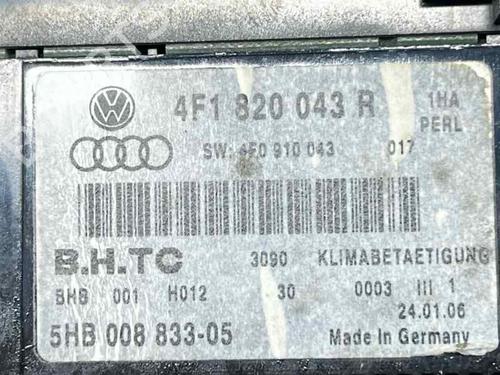 4F1 820 043 R 1HA
PERL
SW: 4F0 910 043 017
B.H.TC 3090 KLIMABETAETIGUNG
BHB 001 H012 30 0003 III 1
24.01.06
5HB 008 833-05 Made in Germany